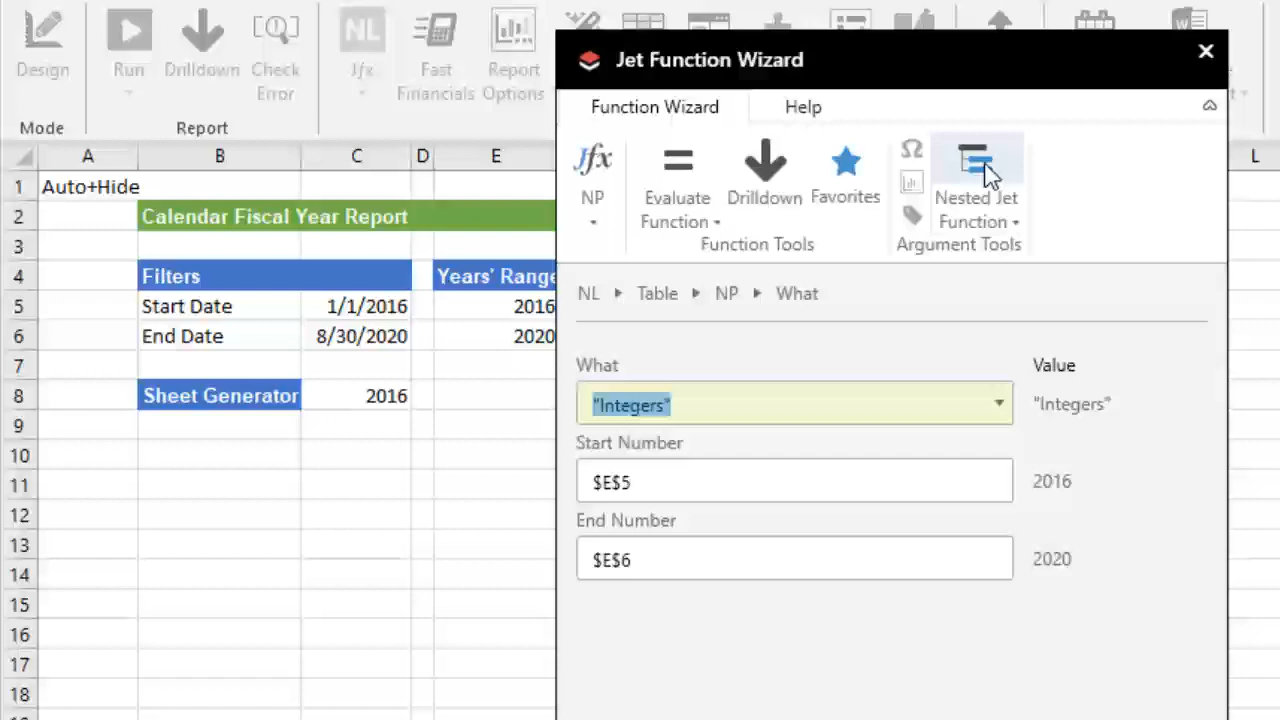 Design
Run
Drilldown
Check
Error
NL
Jfx
Fast
Financials
Report
Options
Mode
Report
W
Jet Function Wizard
Function Wizard
Help
Jfx
NP
Evaluate
Function
Drilldown
Favorites
Ω
Nested Jet
Function
Function Tools
Argument Tools
NL Table NP What
What
Value
"Integers"
"Integers"
Start Number
$E$5
2016
End Number
$E$6
2020
A B C D E L
1 Auto+Hide
2 Calendar Fiscal Year Report
3
4 Filters Years' Range
5 Start Date 1/1/2016 2016
6 End Date 8/30/2020 2020
7
8 Sheet Generator 2016
9
10
11
12
13
14
15
16
17
18